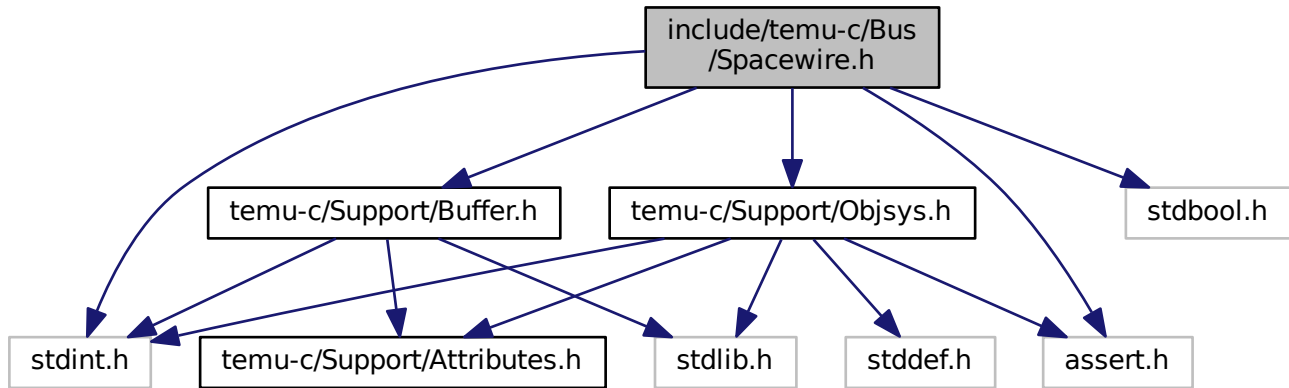 include/temu-c/Bus
/Spacewire.h
temu-c/Support/Buffer.h
temu-c/Support/Objsys.h
stdbool.h
stdint.h
temu-c/Support/Attributes.h
stdlib.h
stddef.h
assert.h